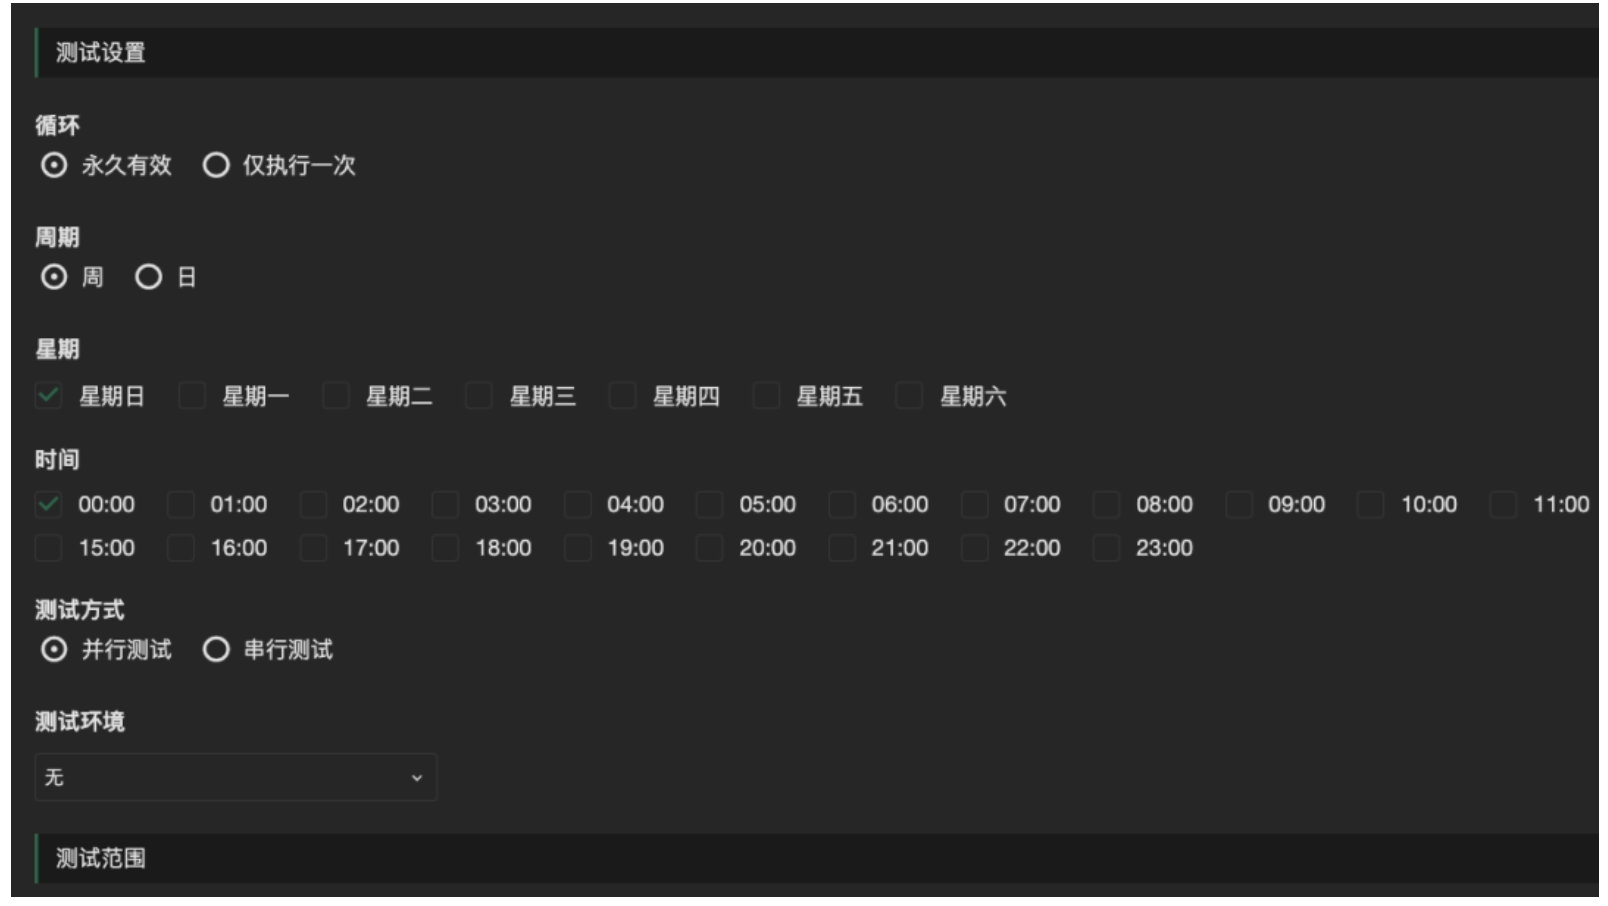 测试设置
循环
永久有效 仅执行一次
周期
周 日
星期
星期日 星期一 星期二 星期三 星期四 星期五 星期六
时间
00:00 01:00 02:00 03:00 04:00 05:00 06:00 07:00 08:00 09:00 10:00 11:00
15:00 16:00 17:00 18:00 19:00 20:00 21:00 22:00 23:00
测试方式
并行测试 串行测试
测试环境
无
测试范围